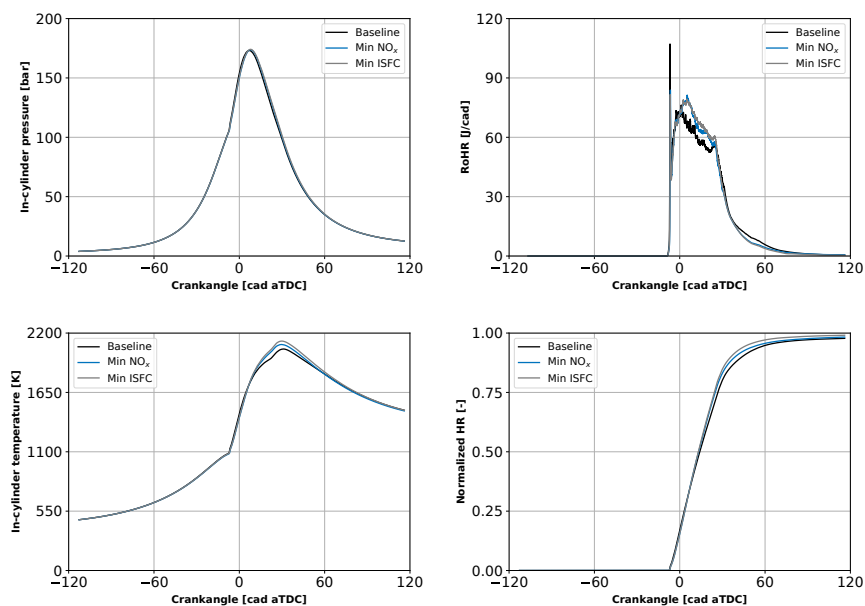 200
150
100
50
0
−120
−60
0
60
120
In-cylinder pressure [bar]
Crankangle [cad aTDC]
Baseline
Min NOₓ
Min ISFC
150
120
90
60
30
0
−120
−60
0
60
120
RoHR [J/cad]
Crankangle [cad aTDC]
Baseline
Min NOₓ
Min ISFC
2200
1650
1100
550
0
−120
−60
0
60
120
In-cylinder temperature [K]
Crankangle [cad aTDC]
Baseline
Min NOₓ
Min ISFC
1.00
0.75
0.50
0.25
0.00
−120
−60
0
60
120
Normalized HR [-]
Crankangle [cad aTDC]
Baseline
Min NOₓ
Min ISFC